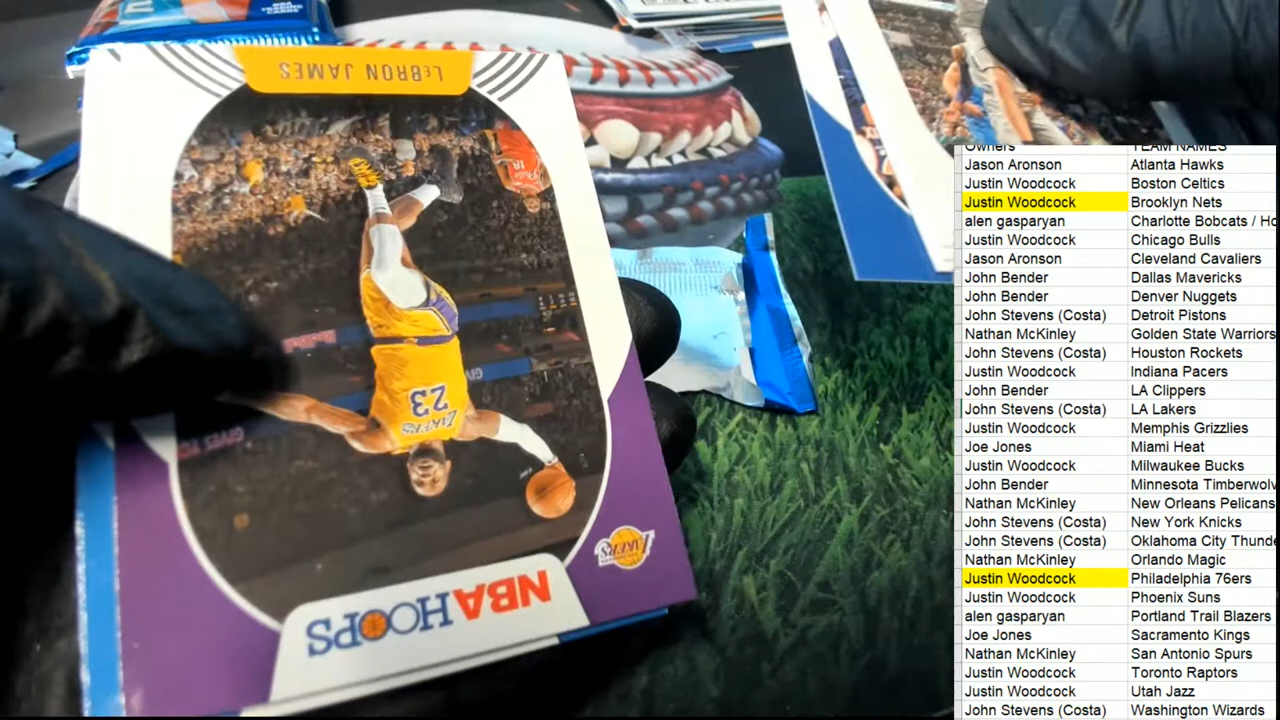 NBA TRADING CARDS
LeBRON JAMES
Phila
18
23
LAKERS
LAKERS
NBA HOOPS
Owners TEAM NAMES
Jason Aronson Atlanta Hawks
Justin Woodcock Boston Celtics
Justin Woodcock Brooklyn Nets
alen gasparyan Charlotte Bobcats / Ho
Justin Woodcock Chicago Bulls
Jason Aronson Cleveland Cavaliers
John Bender Dallas Mavericks
John Bender Denver Nuggets
John Stevens (Costa) Detroit Pistons
Nathan McKinley Golden State Warriors
John Stevens (Costa) Houston Rockets
Justin Woodcock Indiana Pacers
John Bender LA Clippers
John Stevens (Costa) LA Lakers
Justin Woodcock Memphis Grizzlies
Joe Jones Miami Heat
Justin Woodcock Milwaukee Bucks
John Bender Minnesota Timberwolv
Nathan McKinley New Orleans Pelicans
John Stevens (Costa) New York Knicks
John Stevens (Costa) Oklahoma City Thunde
Nathan McKinley Orlando Magic
Justin Woodcock Philadelphia 76ers
Justin Woodcock Phoenix Suns
alen gasparyan Portland Trail Blazers
Joe Jones Sacramento Kings
Nathan McKinley San Antonio Spurs
Justin Woodcock Toronto Raptors
Justin Woodcock Utah Jazz
John Stevens (Costa) Washington Wizards